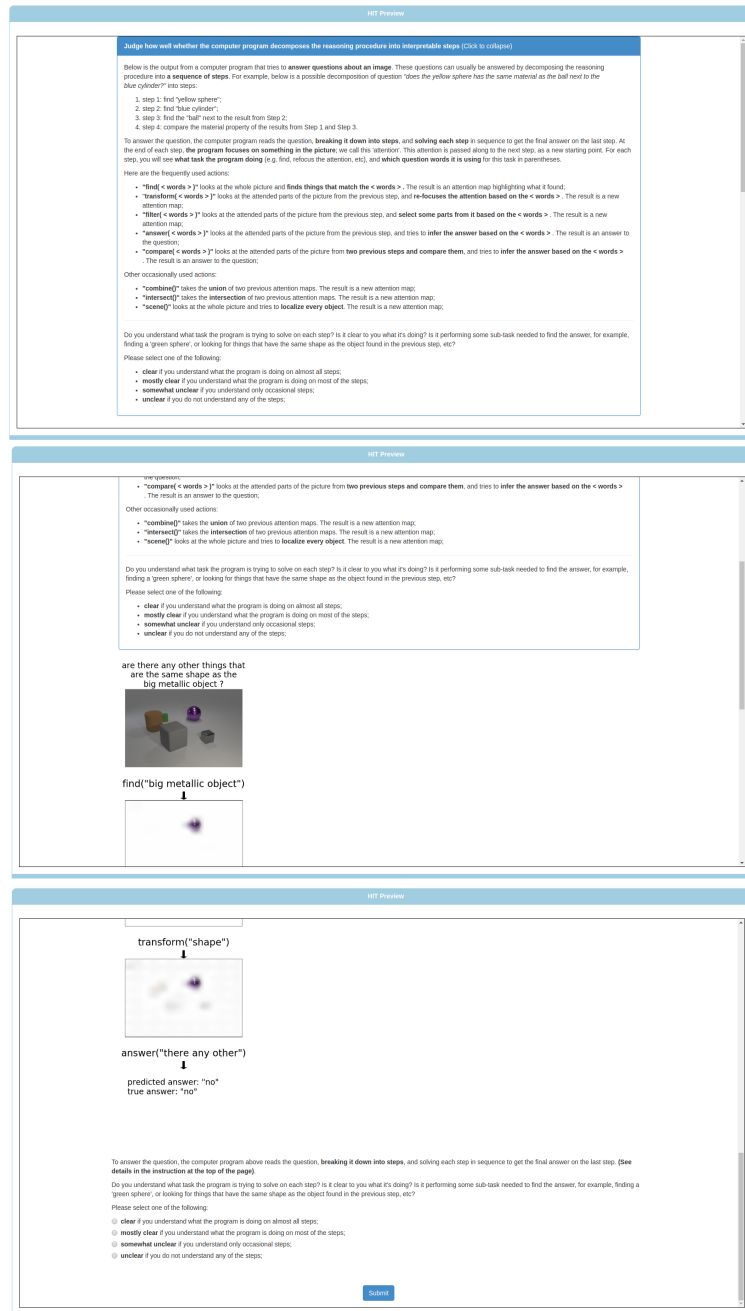 HIT Preview
Judge how well whether the computer program decomposes the reasoning procedure into interpretable steps (Click to collapse)
Below is the output from a computer program that tries to answer questions about an image. These questions can usually be answered by decomposing the reasoning
procedure into a sequence of steps. For example, below is a possible decomposition of question "does the yellow sphere has the same material as the ball next to the
blue cylinder?" into steps:
1. step 1: find "yellow sphere";
2. step 2: find "blue cylinder";
3. step 3: find the "ball" next to the result from Step 2;
4. step 4: compare the material property of the results from Step 1 and Step 3.
To answer the question, the computer program reads the question, breaking it down into steps, and solving each step in sequence to get the final answer on the last step. At
the end of each step, the program focuses on something in the picture; we call this 'attention'. This attention is passed along to the next step, as a new starting point. For each
step, you will see what task the program doing (e.g. find, refocus the attention, etc), and which question words it is using for this task in parentheses.
Here are the frequently used actions:
• "find( < words > )" looks at the whole picture and finds things that match the < words > . The result is an attention map highlighting what it found;
• "transform( < words > )" looks at the attended parts of the picture from the previous step, and re-focuses the attention based on the < words > . The result is a new
attention map;
• "filter( < words > )" looks at the attended parts of the picture from the previous step, and select some parts from it based on the < words > . The result is a new
attention map;
• "answer( < words > )" looks at the attended parts of the picture from the previous step, and tries to infer the answer based on the < words > . The result is an answer to
the question;
• "compare( < words > )" looks at the attended parts of the picture from two previous steps and compare them, and tries to infer the answer based on the < words >
. The result is an answer to the question;
Other occasionally used actions:
• "combine()" takes the union of two previous attention maps. The result is a new attention map;
• "intersect()" takes the intersection of two previous attention maps. The result is a new attention map;
• "scene()" looks at the whole picture and tries to localize every object. The result is a new attention map;
Do you understand what task the program is trying to solve on each step? Is it clear to you what it's doing? Is it performing some sub-task needed to find the answer, for example,
finding a 'green sphere', or looking for things that have the same shape as the object found in the previous step, etc?
Please select one of the following:
• clear if you understand what the program is doing on almost all steps;
• mostly clear if you understand what the program is doing on most of the steps;
• somewhat unclear if you understand only occasional steps;
• unclear if you do not understand any of the steps;
HIT Preview
the question;
• "compare( < words > )" looks at the attended parts of the picture from two previous steps and compare them, and tries to infer the answer based on the < words >
. The result is an answer to the question;
Other occasionally used actions:
• "combine()" takes the union of two previous attention maps. The result is a new attention map;
• "intersect()" takes the intersection of two previous attention maps. The result is a new attention map;
• "scene()" looks at the whole picture and tries to localize every object. The result is a new attention map;
Do you understand what task the program is trying to solve on each step? Is it clear to you what it's doing? Is it performing some sub-task needed to find the answer, for example,
finding a 'green sphere', or looking for things that have the same shape as the object found in the previous step, etc?
Please select one of the following:
• clear if you understand what the program is doing on almost all steps;
• mostly clear if you understand what the program is doing on most of the steps;
• somewhat unclear if you understand only occasional steps;
• unclear if you do not understand any of the steps;
are there any other things that
are the same shape as the
big metallic object ?
find("big metallic object")
HIT Preview
transform("shape")
answer("there any other")
predicted answer: "no"
true answer: "no"
To answer the question, the computer program above reads the question, breaking it down into steps, and solving each step in sequence to get the final answer on the last step. (See
details in the instruction at the top of the page).
Do you understand what task the program is trying to solve on each step? Is it clear to you what it's doing? Is it performing some sub-task needed to find the answer, for example, finding a
'green sphere', or looking for things that have the same shape as the object found in the previous step, etc?
Please select one of the following:
clear if you understand what the program is doing on almost all steps;
mostly clear if you understand what the program is doing on most of the steps;
somewhat unclear if you understand only occasional steps;
unclear if you do not understand any of the steps;
Submit